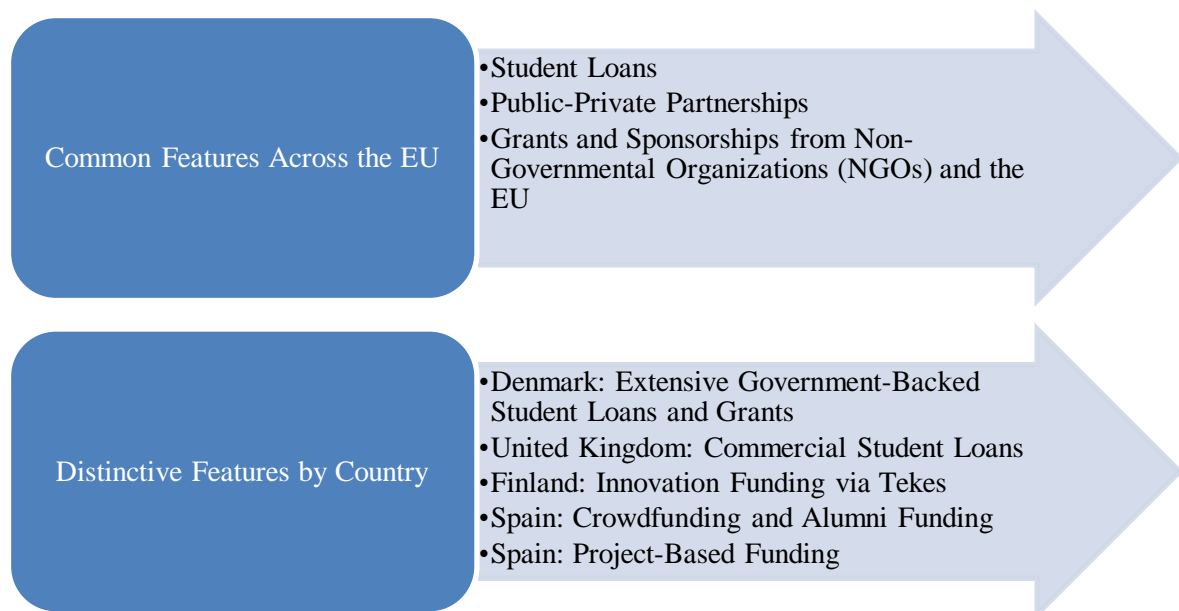 Common Features Across the EU
•Student Loans
•Public-Private Partnerships
•Grants and Sponsorships from Non-
Governmental Organizations (NGOs) and the
EU
Distinctive Features by Country
•Denmark: Extensive Government-Backed
Student Loans and Grants
•United Kingdom: Commercial Student Loans
•Finland: Innovation Funding via Tekes
•Spain: Crowdfunding and Alumni Funding
•Spain: Project-Based Funding